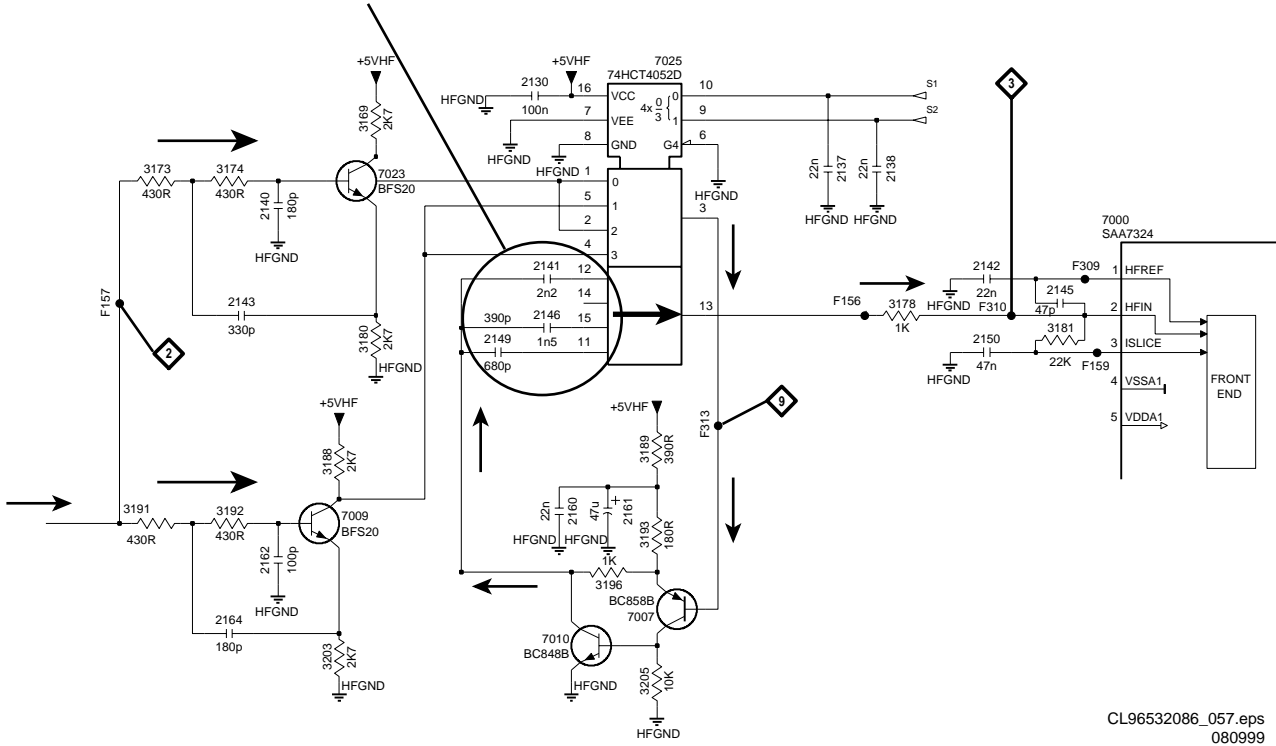 +5VHF
3169
2K7
3173
430R
3174
430R
2140
180p
HFGND
7023
BFS20
F157
2
2143
330p
3180
2K7
HFGND
+5VHF
3188
2K7
3191
430R
3192
430R
2162
100p
HFGND
7009
BFS20
2164
180p
3203
2K7
HFGND
+5VHF
2130
100n
HFGND
HFGND
HFGND
7025
74HCT4052D
16
VCC
7
VEE
8
GND
4x
0
3
0
1
G4
10
9
6
S1
S2
HFGND
22n
2137
HFGND
22n
2138
HFGND
1
0
5
1
2
2
4
3
3
2141
12
2n2
14
390p
2146
15
1n5
2149
11
680p
13
+5VHF
3189
390R
22n
2160
HFGND
47u
+
2161
HFGND
3193
180R
1K
3196
BC858B
7007
7010
BC848B
HFGND
3205
10K
HFGND
F313
9
F156
3178
1K
3
F310
2142
22n
HFGND
2145
47p
F309
3181
22K
2150
47n
HFGND
F159
7000
SAA7324
1
HFREF
2
HFIN
3
ISLICE
4
VSSA1
5
VDDA1
FRONT
END
CL96532086_057.eps
080999